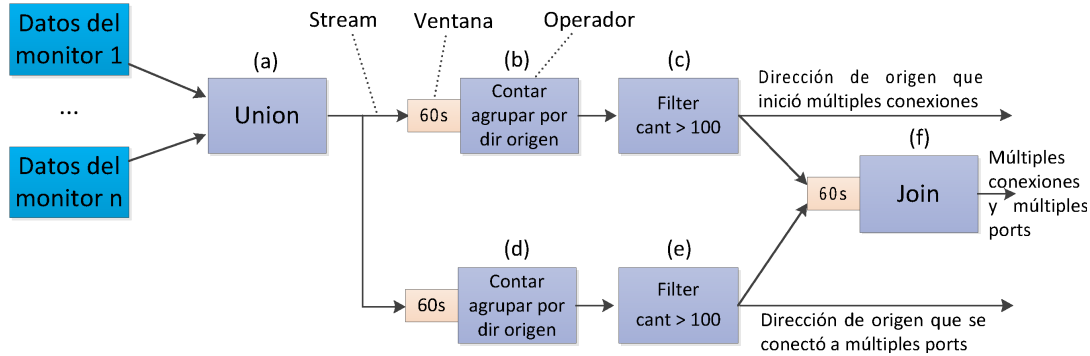 Datos del
monitor 1
...
Datos del
monitor n
(a)
Union
Stream
Ventana
Operador
60s
(b)
Contar
agrupar por
dir origen
(c)
Filter
cant > 100
Dirección de origen que
inició múltiples conexiones
60s
(d)
Contar
agrupar por
dir origen
(e)
Filter
cant > 100
Dirección de origen que se
conectó a múltiples ports
60s
(f)
Join
Múltiples
conexiones
y múltiples
ports